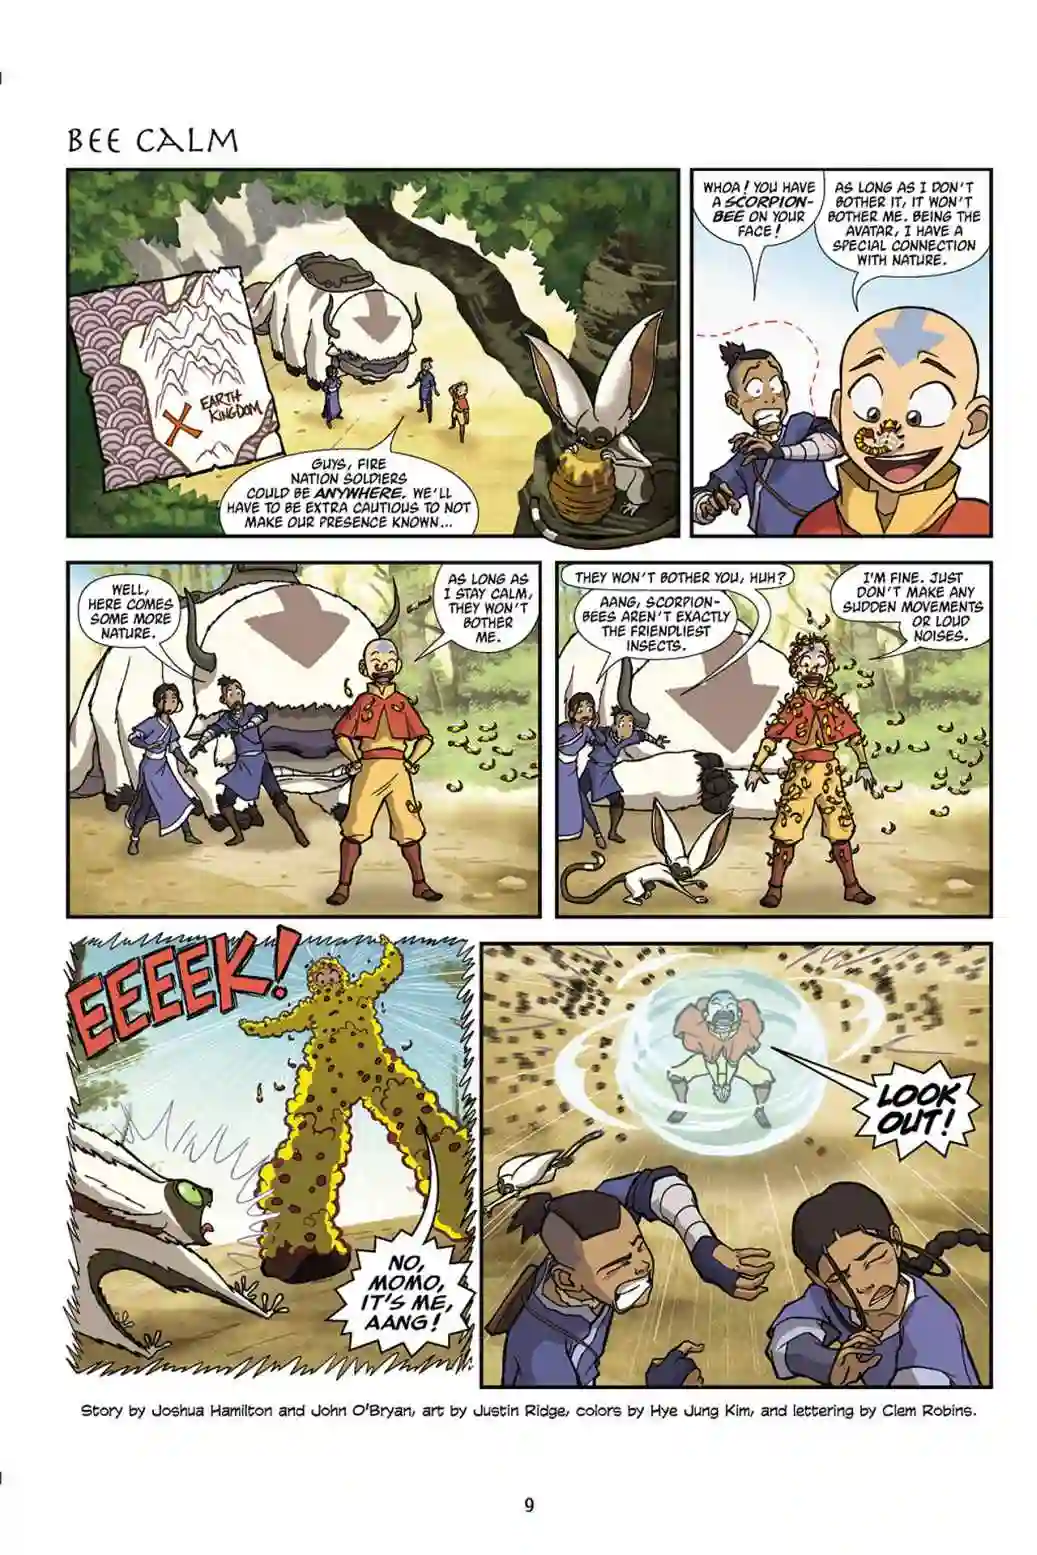 BEE CALM
EARTH
KINGDOM
GUYS, FIRE
NATION SOLDIERS
COULD BE ANYWHERE. WE'LL
HAVE TO BE EXTRA CAUTIOUS TO NOT
MAKE OUR PRESENCE KNOWN...
WHOA! YOU HAVE
A SCORPION-
BEE ON YOUR
FACE!
AS LONG AS I DON'T
BOTHER IT, IT WON'T
BOTHER ME. BEING THE
AVATAR, I HAVE A
SPECIAL CONNECTION
WITH NATURE.
WELL,
HERE COMES
SOME MORE
NATURE.
AS LONG AS
I STAY CALM,
THEY WON'T
BOTHER
ME.
THEY WON'T BOTHER YOU, HUH?
AANG, SCORPION-
BEES AREN'T EXACTLY
THE FRIENDLIEST
INSECTS.
I'M FINE. JUST
DON'T MAKE ANY
SUDDEN MOVEMENTS
OR LOUD
NOISES.
EEEEK!
NO,
MOMO,
IT'S ME,
AANG!
LOOK
OUT!
Story by Joshua Hamilton and John O'Bryan, art by Justin Ridge, colors by Hye Jung Kim, and lettering by Clem Robins.
9